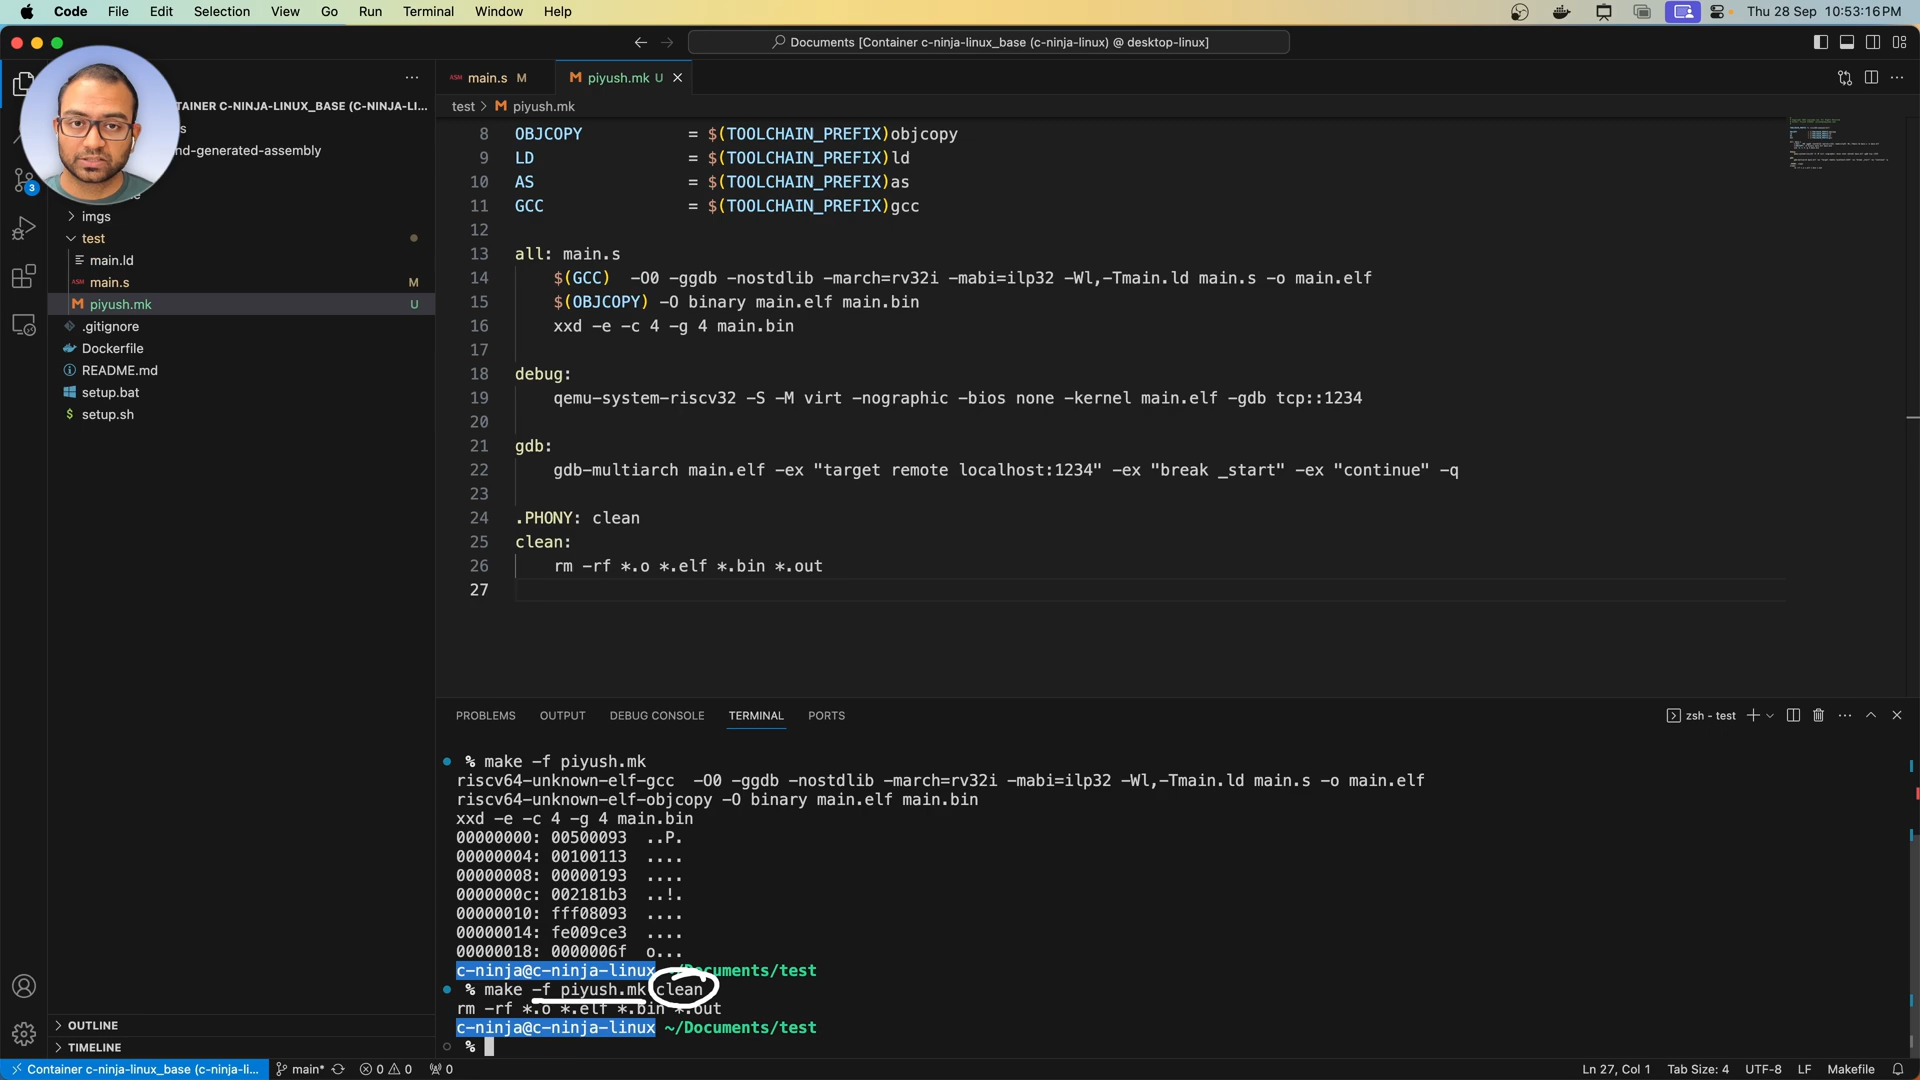 Code File Edit Selection View Go Run Terminal Window Help
Thu 28 Sep 10:53:16 PM
Documents [Container c-ninja-linux_base (c-ninja-linux) @ desktop-linux]
TAINER C-NINJA-LINUX_BASE (C-NINJA-LI...
s
nd-generated-assembly
imgs
test
main.ld
main.s M
piyush.mk U
.gitignore
Dockerfile
README.md
setup.bat
setup.sh
3
OUTLINE
TIMELINE
ASM main.s M
piyush.mk U
test > piyush.mk
8 OBJCOPY = $(TOOLCHAIN_PREFIX)objcopy
9 LD = $(TOOLCHAIN_PREFIX)ld
10 AS = $(TOOLCHAIN_PREFIX)as
11 GCC = $(TOOLCHAIN_PREFIX)gcc
12
13 all: main.s
14 $(GCC) -O0 -ggdb -nostdlib -march=rv32i -mabi=ilp32 -Wl,-Tmain.ld main.s -o main.elf
15 $(OBJCOPY) -O binary main.elf main.bin
16 xxd -e -c 4 -g 4 main.bin
17
18 debug:
19 qemu-system-riscv32 -S -M virt -nographic -bios none -kernel main.elf -gdb tcp::1234
20
21 gdb:
22 gdb-multiarch main.elf -ex "target remote localhost:1234" -ex "break _start" -ex "continue" -q
23
24 .PHONY: clean
25 clean:
26 rm -rf *.o *.elf *.bin *.out
27
PROBLEMS OUTPUT DEBUG CONSOLE TERMINAL PORTS
zsh - test
% make -f piyush.mk
riscv64-unknown-elf-gcc -O0 -ggdb -nostdlib -march=rv32i -mabi=ilp32 -Wl,-Tmain.ld main.s -o main.elf
riscv64-unknown-elf-objcopy -O binary main.elf main.bin
xxd -e -c 4 -g 4 main.bin
00000000: 00500093 ..P.
00000004: 00100113 ....
00000008: 00000193 ....
0000000c: 002181b3 ..!.
00000010: fff08093 ....
00000014: fe009ce3 ....
00000018: 0000006f o...
c-ninja@c-ninja-linux ~/Documents/test
% make -f piyush.mk clean
rm -rf *.o *.elf *.bin *.out
c-ninja@c-ninja-linux ~/Documents/test
%
Container c-ninja-linux_base (c-ninja-li... main* 0 0 0
Ln 27, Col 1 Tab Size: 4 UTF-8 LF Makefile